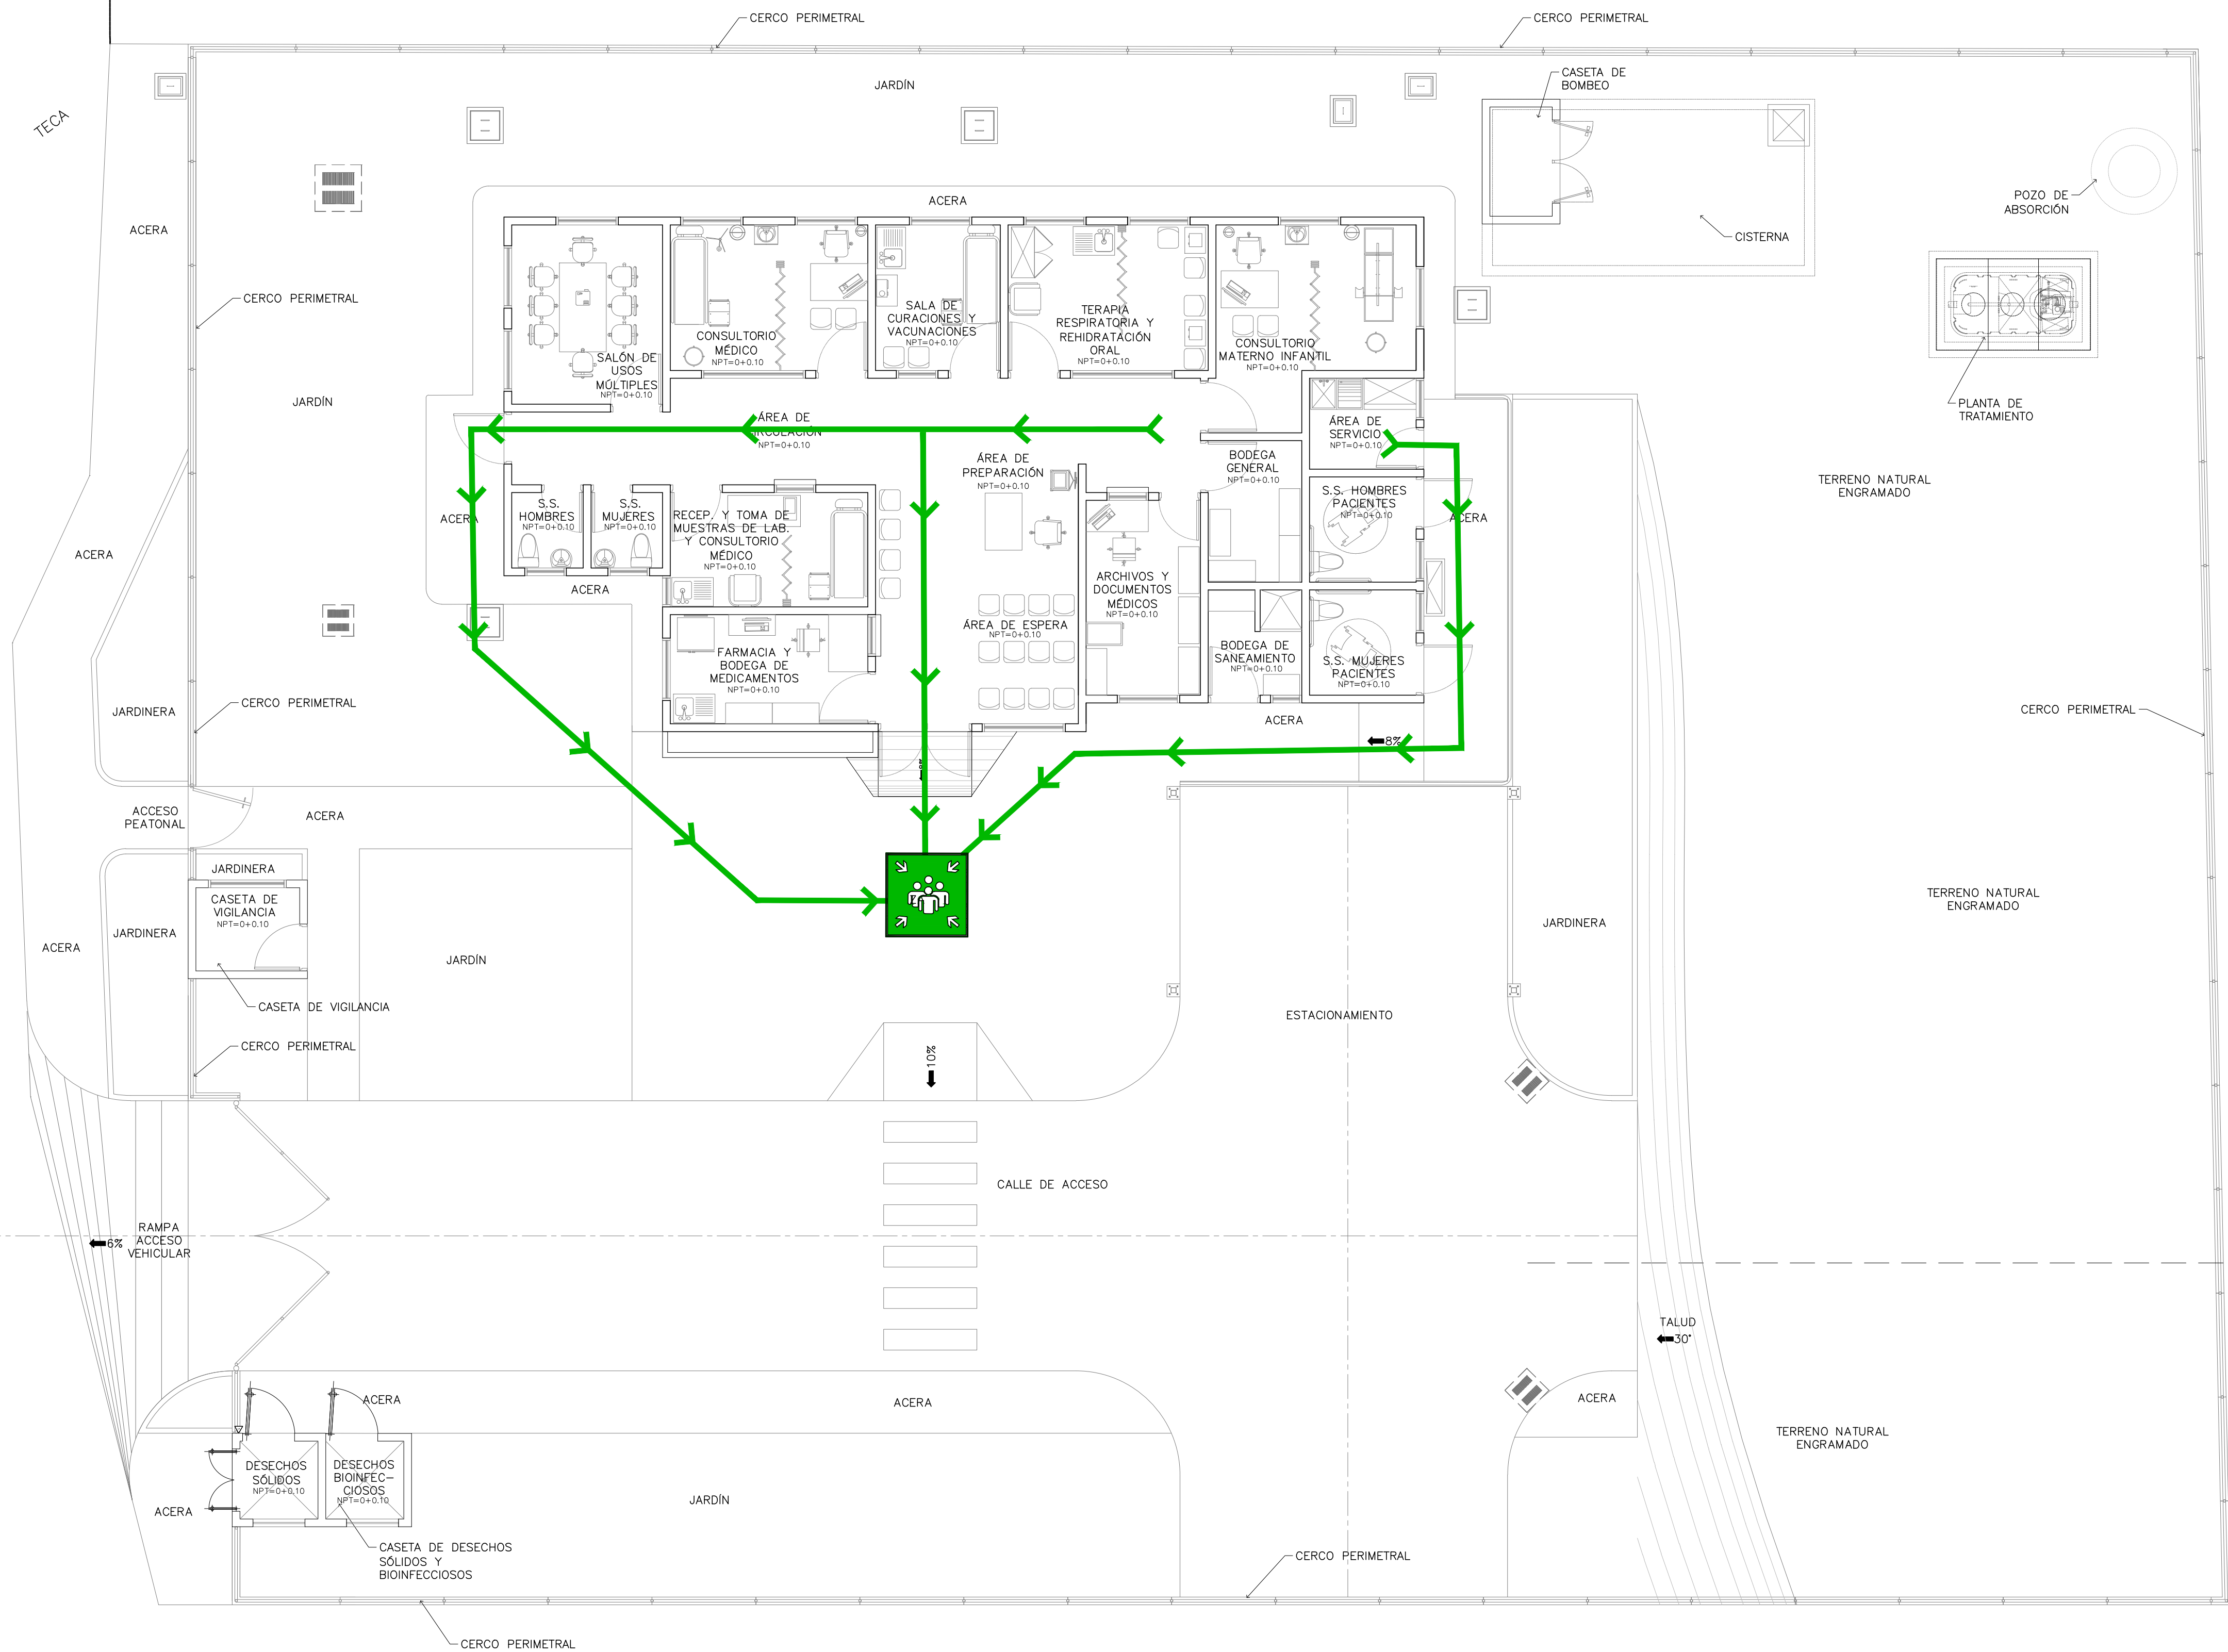 CERCO PERIMETRAL
CERCO PERIMETRAL
TECA
ACERA
JARDÍN
CASETA DE
BOMBEO
POZO DE
ABSORCIÓN
CISTERNA
ACERA
CERCO PERIMETRAL
SALÓN DE
USOS
MÚLTIPLES
NPT=0+0.10
CONSULTORIO
MÉDICO
NPT=0+0.10
SALA DE
CURACIONES Y
VACUNACIONES
NPT=0+0.10
TERAPIA
RESPIRATORIA Y
REHIDRATACIÓN
ORAL
NPT=0+0.10
CONSULTORIO
MATERNO INFANTIL
NPT=0+0.10
PLANTA DE
TRATAMIENTO
JARDÍN
ÁREA DE
CIRCULACIÓN
NPT=0+0.10
ÁREA DE
SERVICIO
NPT=0+0.10
ÁREA DE
PREPARACIÓN
NPT=0+0.10
BODEGA
GENERAL
NPT=0+0.10
TERRENO NATURAL
ENGRAMADO
ACERA
S.S.
HOMBRES
NPT=0+0.10
S.S.
MUJERES
NPT=0+0.10
RECEP. Y TOMA DE
MUESTRAS DE LAB.
Y CONSULTORIO
MÉDICO
NPT=0+0.10
S.S. HOMBRES
PACIENTES
NPT=0+0.10
ACERA
ACERA
ACERA
ARCHIVOS Y
DOCUMENTOS
MÉDICOS
NPT=0+0.10
ÁREA DE ESPERA
NPT=0+0.10
FARMACIA Y
BODEGA DE
MEDICAMENTOS
NPT=0+0.10
BODEGA DE
SANEAMIENTO
NPT=0+0.10
S.S. MUJERES
PACIENTES
NPT=0+0.10
JARDINERA
CERCO PERIMETRAL
ACERA
CERCO PERIMETRAL
8%
8%
ACCESO
PEATONAL
ACERA
JARDINERA
CASETA DE
VIGILANCIA
NPT=0+0.10
JARDINERA
ACERA
JARDÍN
CASETA DE VIGILANCIA
CERCO PERIMETRAL
10%
ESTACIONAMIENTO
JARDINERA
TERRENO NATURAL
ENGRAMADO
CALLE DE ACCESO
RAMPA
ACCESO
VEHICULAR
6%
TALUD
30°
ACERA
ACERA
ACERA
TERRENO NATURAL
ENGRAMADO
DESECHOS
SÓLIDOS
NPT=0+0.10
DESECHOS
BIOINFEC-
CIOSOS
NPT=0+0.10
ACERA
JARDÍN
CASETA DE DESECHOS
SÓLIDOS Y
BIOINFECCIOSOS
CERCO PERIMETRAL
CERCO PERIMETRAL